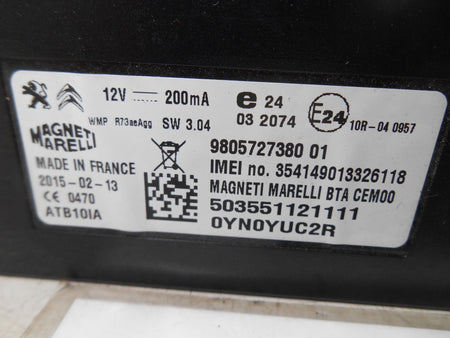 12V 200mA
e 24
E24
WMP R73aeAgg SW 3.04
03 2074
10R-04 0957
MAGNETI
MARELLI
9805727380 01
MADE IN FRANCE
IMEI no. 354149013326118
2015-02-13
MAGNETI MARELLI BTA CEM00
CE 0470
503551121111
ATB10IA
0YN0YUC2R